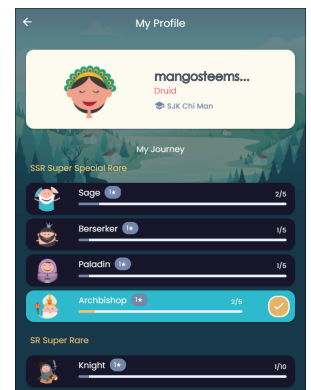 My Profile
mangosteems...
Druid
SJK Chi Man
My Journey
SSR Super Special Rare
Sage 1★ 2/5
Berserker 1★ 1/5
Paladin 1★ 1/5
Archbishop 1★ 2/5
SR Super Rare
Knight 1★ 1/10